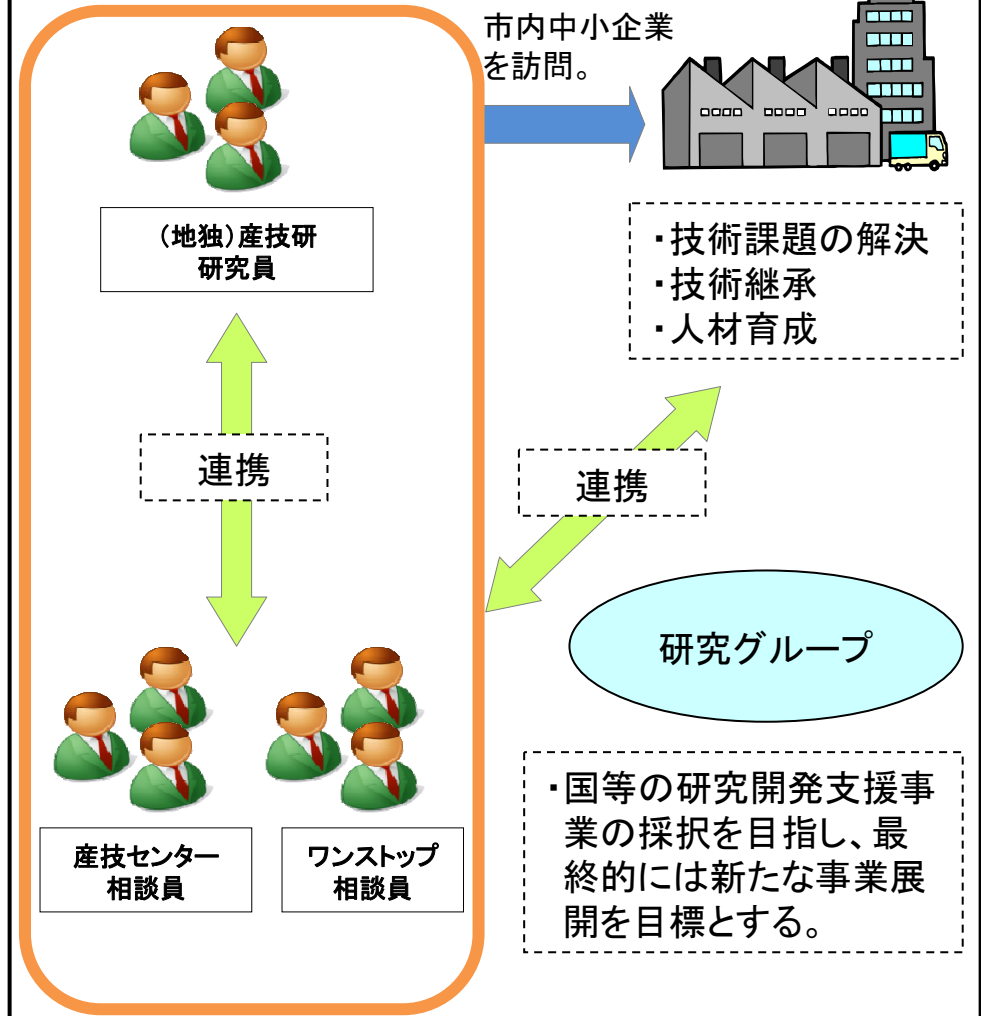 市内中小企業
を訪問。
(地独)産技研
研究員
・技術課題の解決
・技術継承
・人材育成
連携
連携
研究グループ
産技センター
相談員
ワンストップ
相談員
・国等の研究開発支援事
業の採択を目指し、最
終的には新たな事業展
開を目標とする。